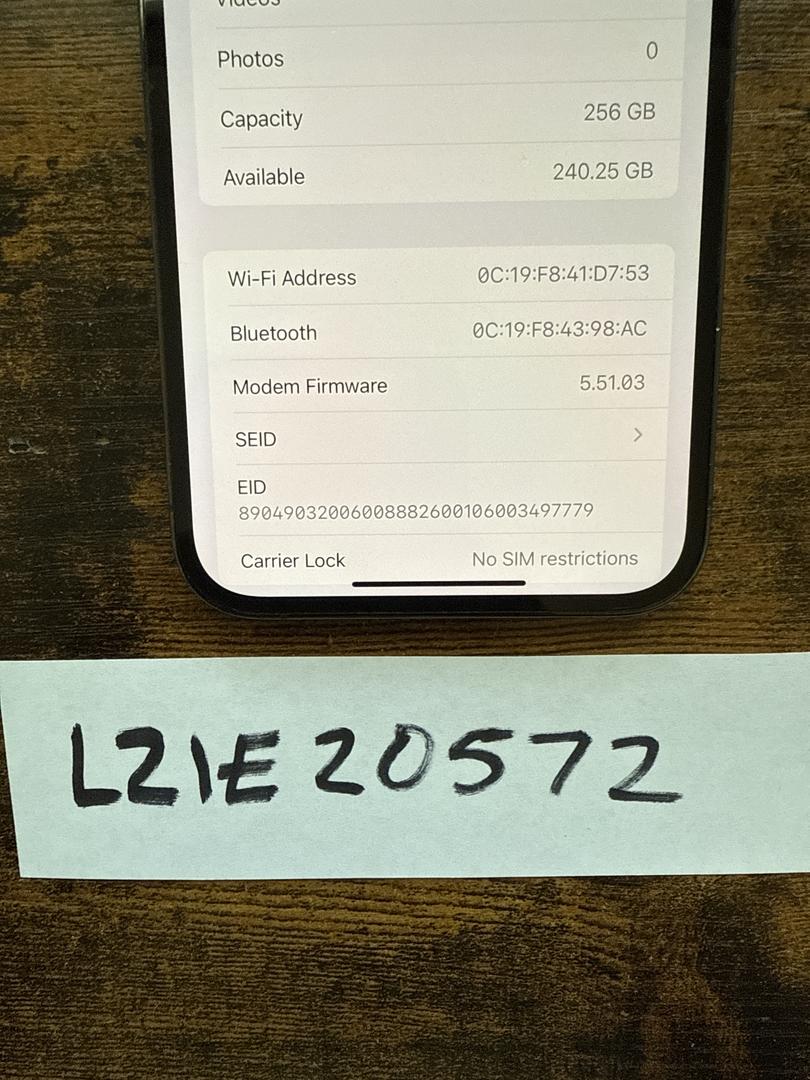 Videos
Photos 0
Capacity 256 GB
Available 240.25 GB
Wi-Fi Address 0C:19:F8:41:D7:53
Bluetooth 0C:19:F8:43:98:AC
Modem Firmware 5.51.03
SEID
EID
89049032006008882600106003497779
Carrier Lock No SIM restrictions
L21E20572